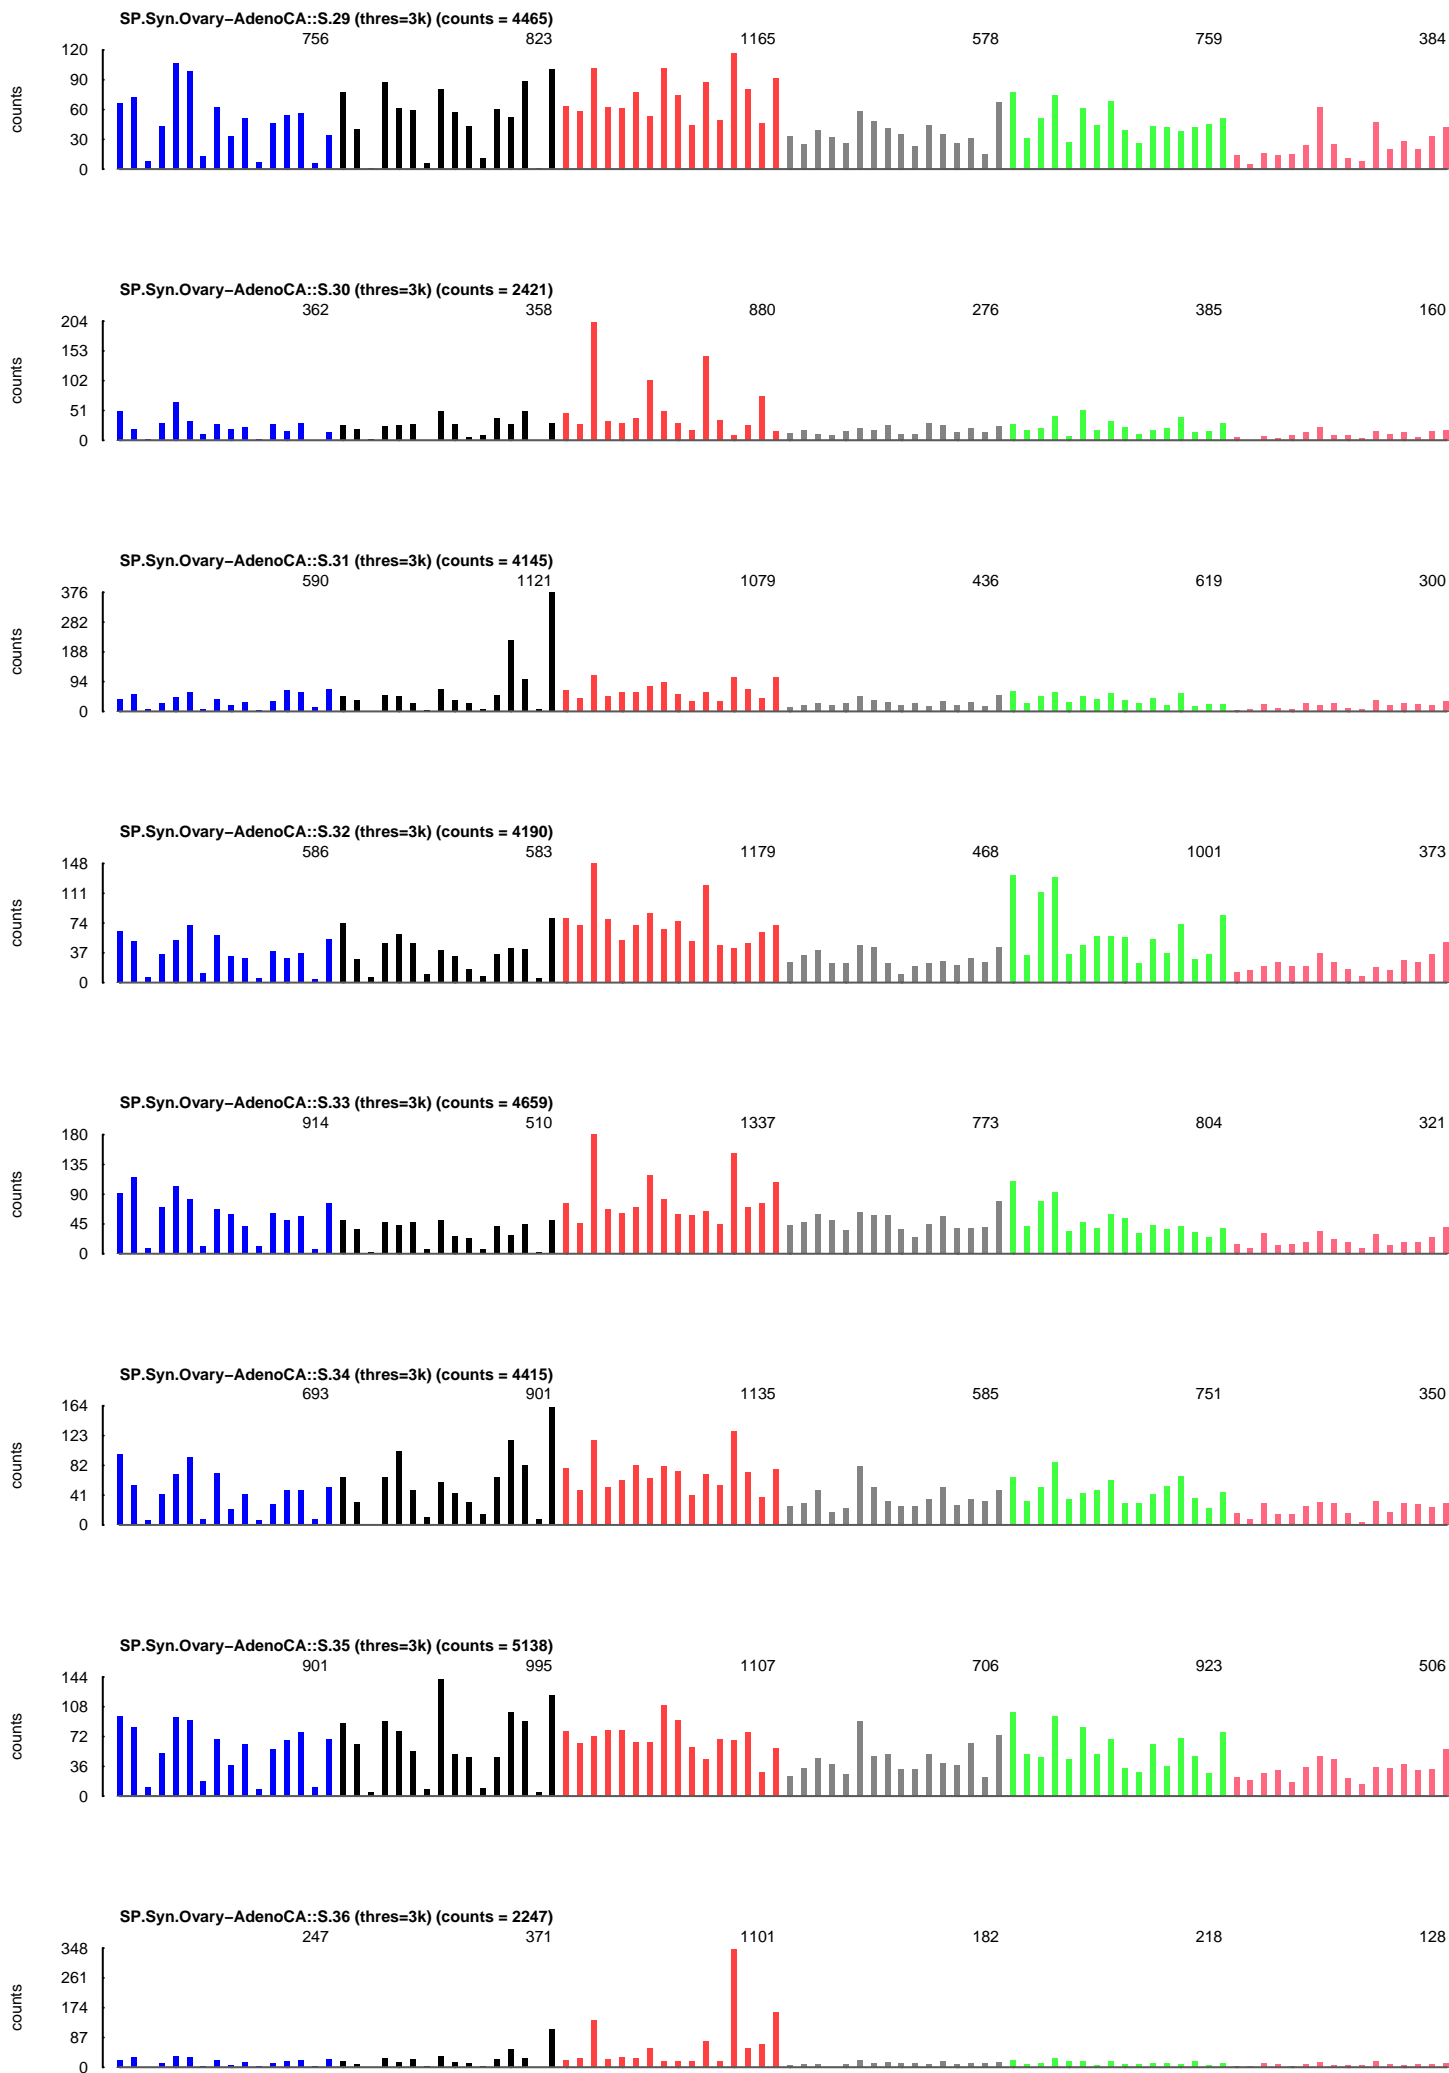 SP.Syn.Ovary−AdenoCA::S.29 (thres=3k) (counts = 4465)
756 823 1165 578 759 384
120
90
60
30
0
counts
SP.Syn.Ovary−AdenoCA::S.30 (thres=3k) (counts = 2421)
362 358 880 276 385 160
204
153
102
51
0
counts
SP.Syn.Ovary−AdenoCA::S.31 (thres=3k) (counts = 4145)
590 1121 1079 436 619 300
376
282
188
94
0
counts
SP.Syn.Ovary−AdenoCA::S.32 (thres=3k) (counts = 4190)
586 583 1179 468 1001 373
148
111
74
37
0
counts
SP.Syn.Ovary−AdenoCA::S.33 (thres=3k) (counts = 4659)
914 510 1337 773 804 321
180
135
90
45
0
counts
SP.Syn.Ovary−AdenoCA::S.34 (thres=3k) (counts = 4415)
693 901 1135 585 751 350
164
123
82
41
0
counts
SP.Syn.Ovary−AdenoCA::S.35 (thres=3k) (counts = 5138)
901 995 1107 706 923 506
144
108
72
36
0
counts
SP.Syn.Ovary−AdenoCA::S.36 (thres=3k) (counts = 2247)
247 371 1101 182 218 128
348
261
174
87
0
counts